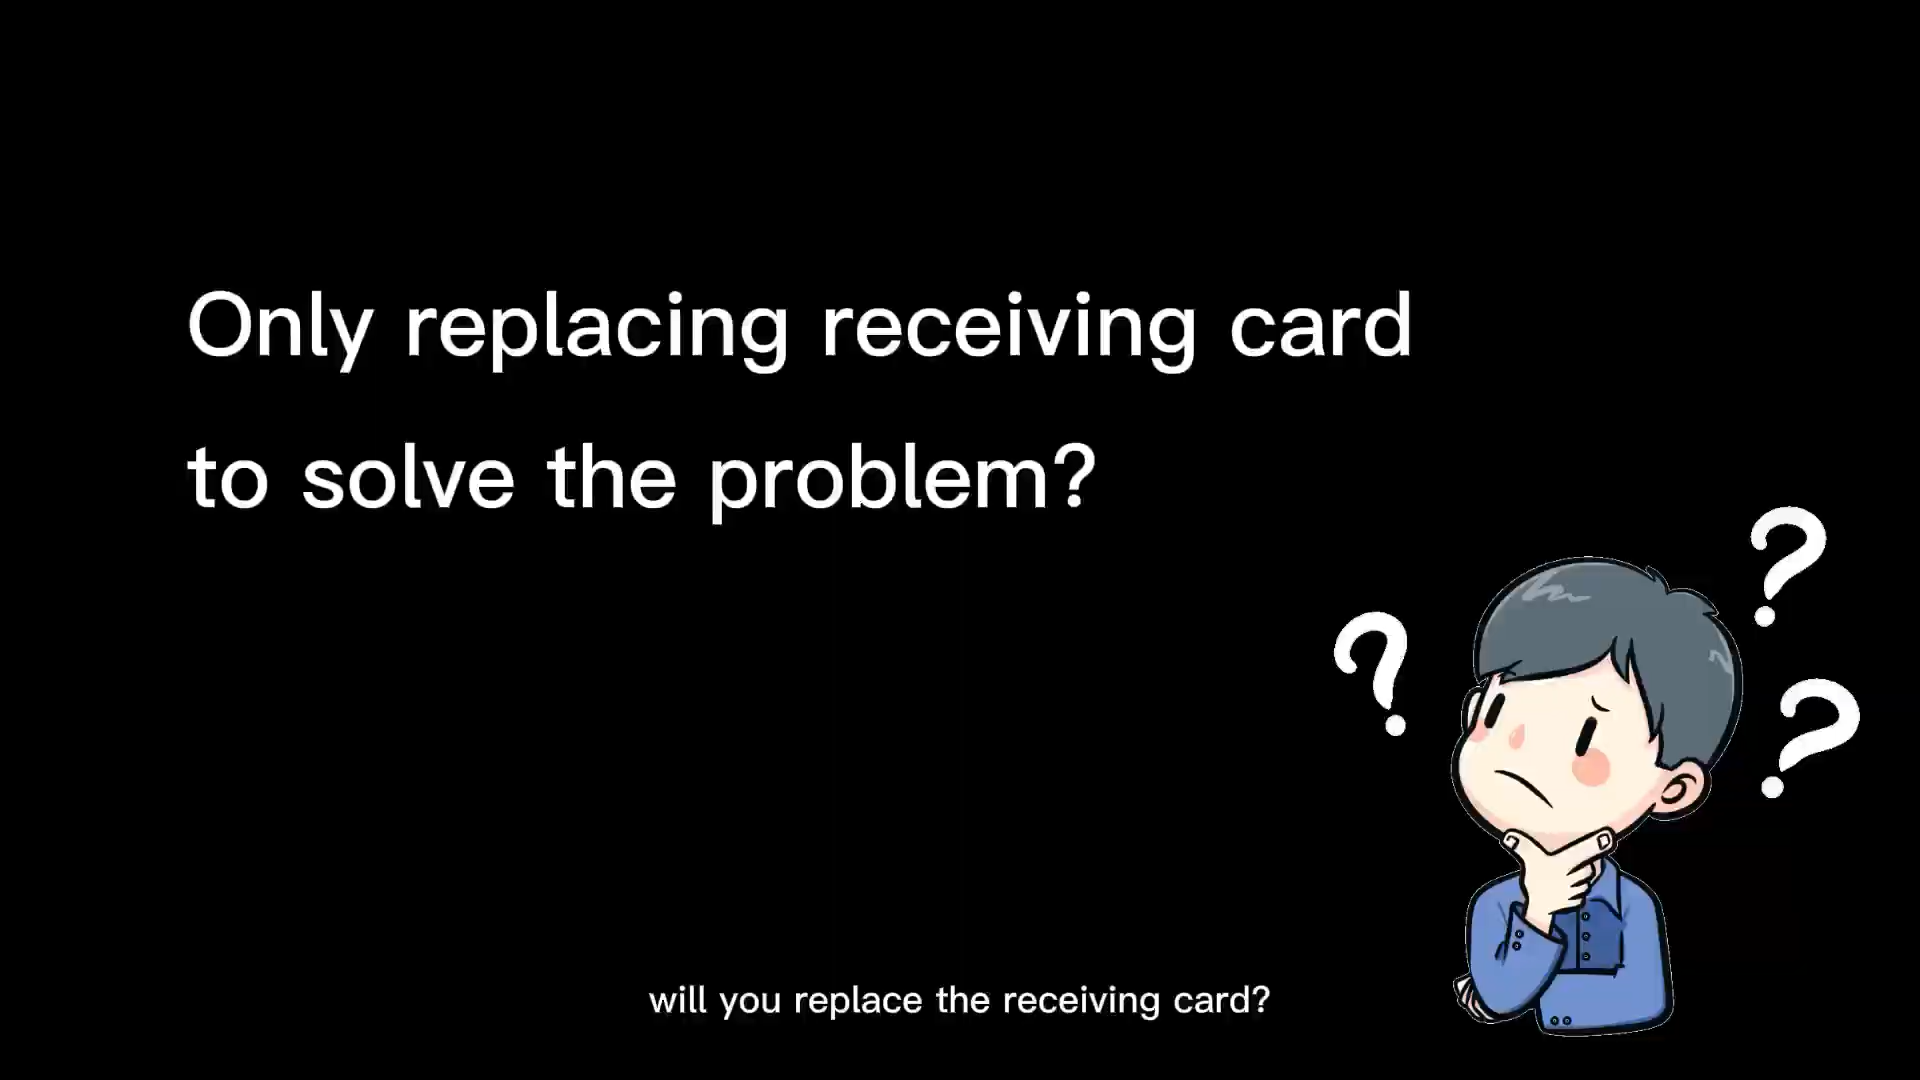 Only replacing receiving card
to solve the problem?
will you replace the receiving card?